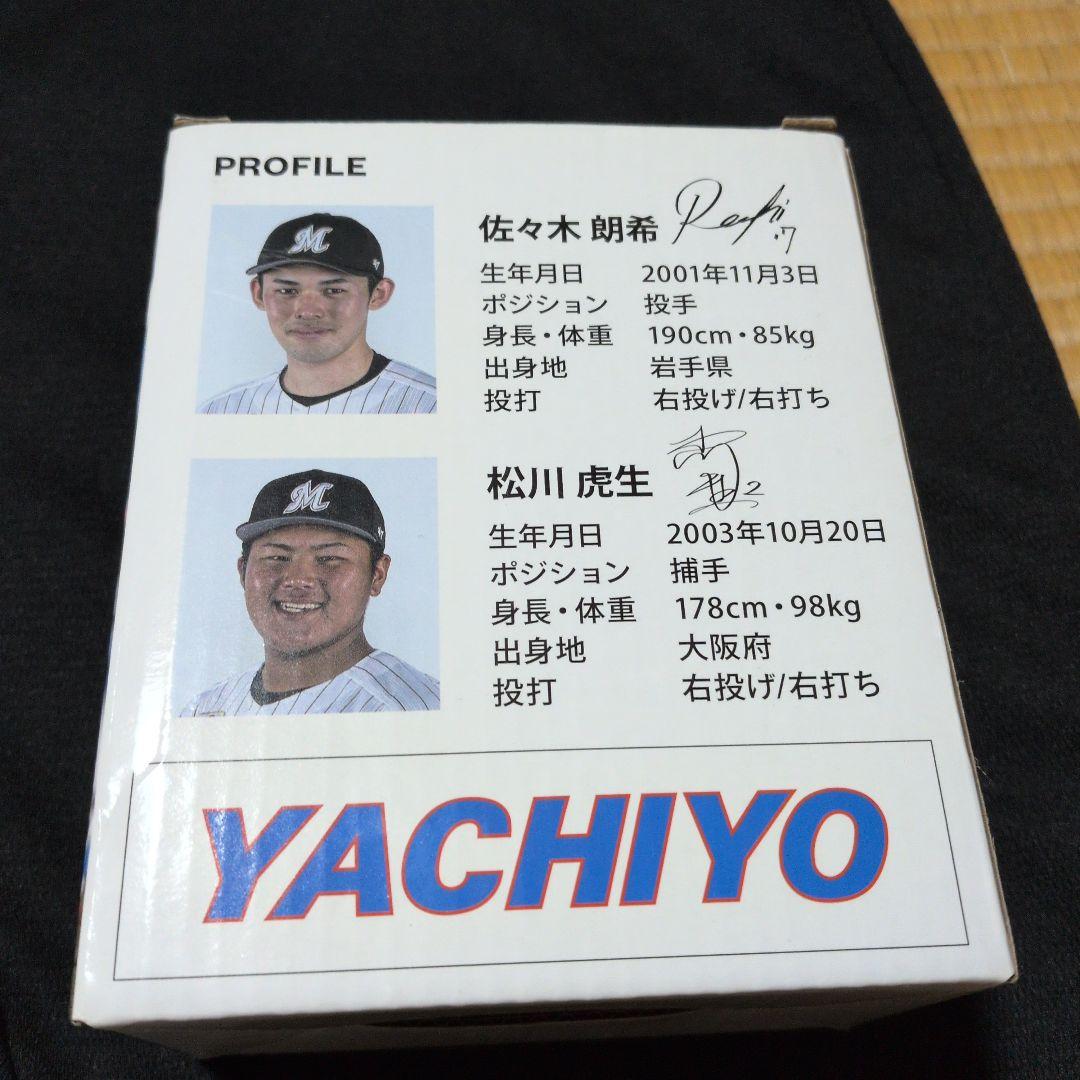 PROFILE
M
佐々木 朗希 Roki .17
生年月日 2001年11月3日
ポジション 投手
身長・体重 190cm・85kg
出身地 岩手県
投打 右投げ/右打ち
M
松川 虎生
生年月日 2003年10月20日
ポジション 捕手
身長・体重 178cm・98kg
出身地 大阪府
投打 右投げ/右打ち
YACHIYO